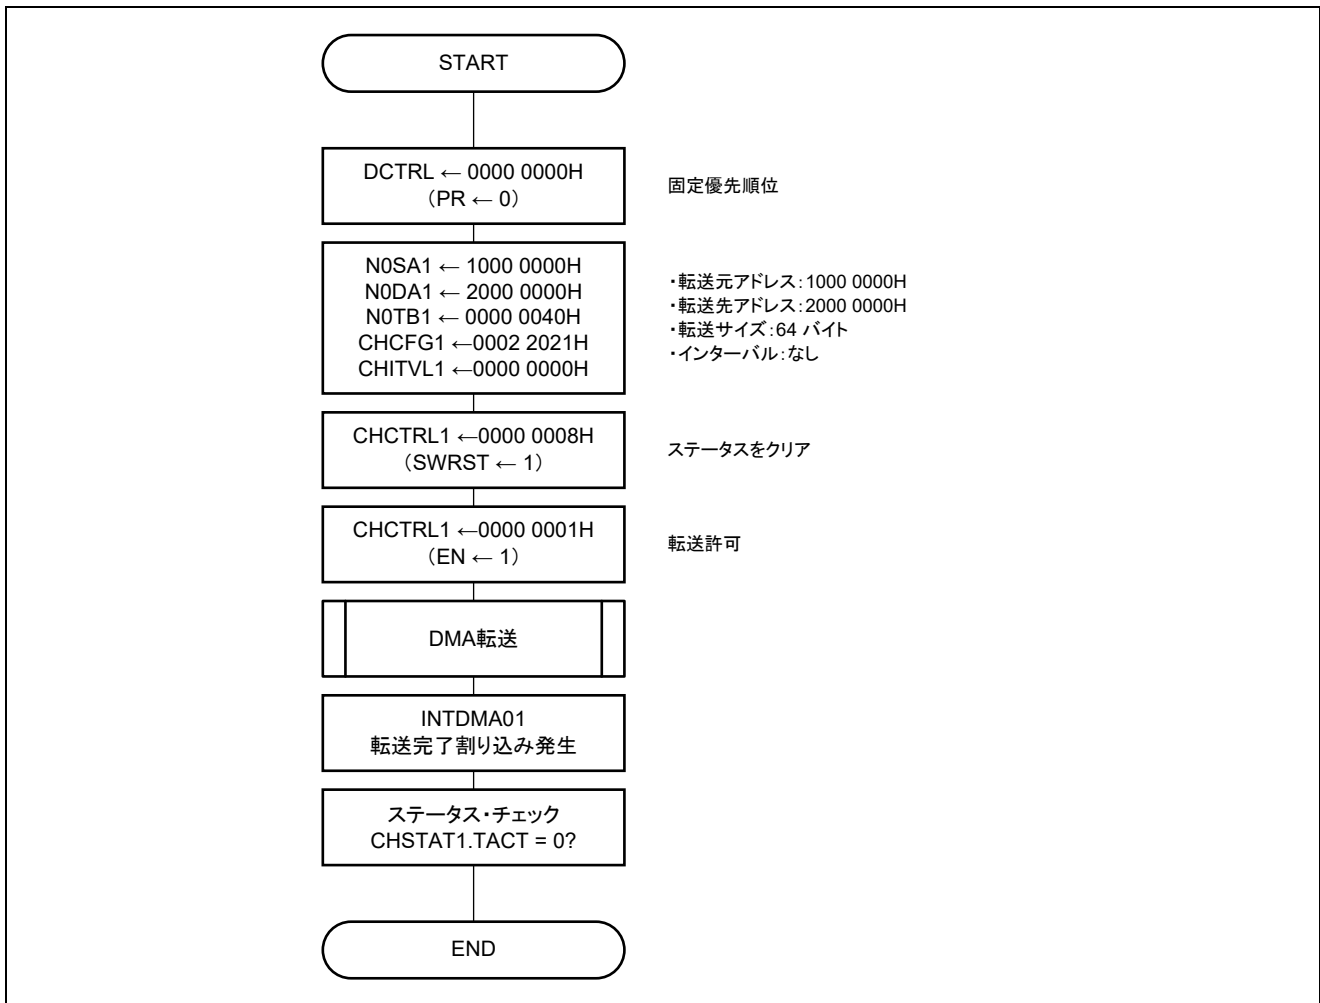 START
DCTRL ← 0000 0000H
（PR ← 0）
固定優先順位
N0SA1 ← 1000 0000H
N0DA1 ← 2000 0000H
N0TB1 ← 0000 0040H
CHCFG1 ←0002 2021H
CHITVL1 ←0000 0000H
・転送元アドレス：1000 0000H
・転送先アドレス：2000 0000H
・転送サイズ：64 バイト
・インターバル：なし
CHCTRL1 ←0000 0008H
（SWRST ← 1）
ステータスをクリア
CHCTRL1 ←0000 0001H
（EN ← 1）
転送許可
DMA転送
INTDMA01
転送完了割り込み発生
ステータス・チェック
CHSTAT1.TACT = 0?
END